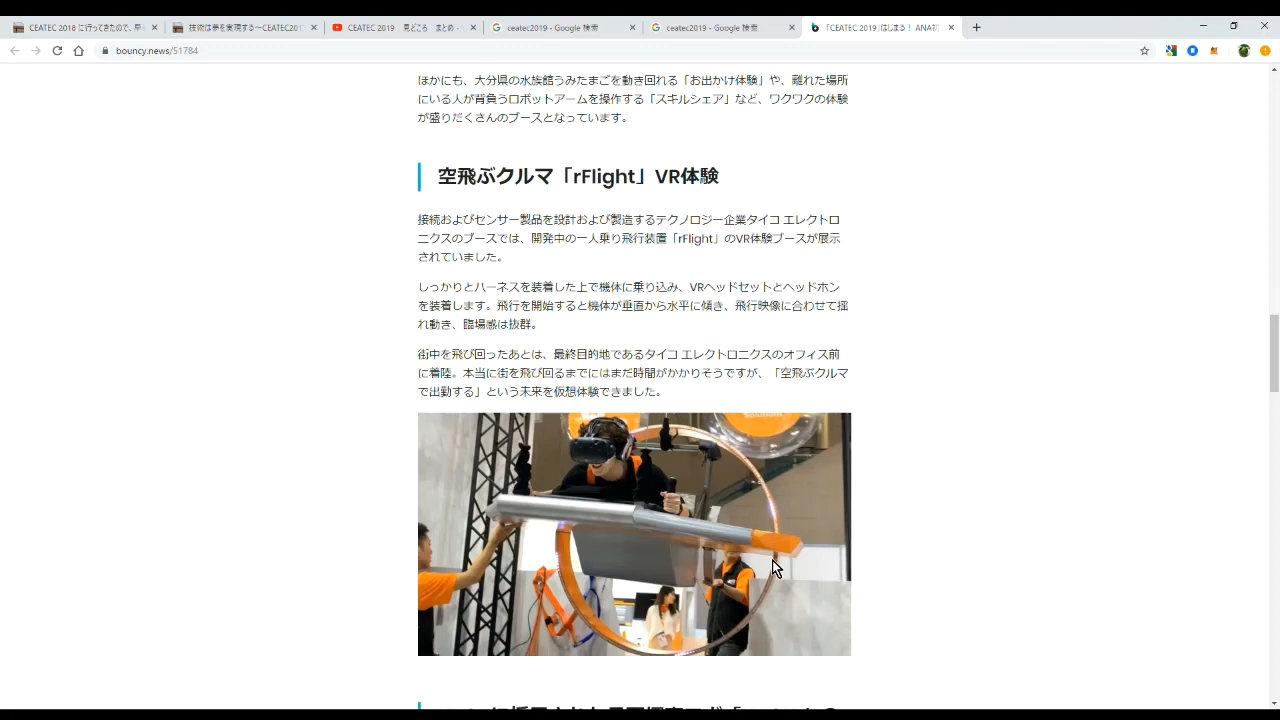 CEATEC 2018 に行ってきたので、早
技術は夢を実現する～CEATEC201
CEATEC 2019　見どころ　まとめ -
ceatec2019 - Google 検索
ceatec2019 - Google 検索
「CEATEC 2019」はじまる！ ANA初
bouncy.news/51784
ほかにも、大分県の水族館うみたまごを動き回れる「お出かけ体験」や、離れた場所
にいる人が背負うロボットアームを操作する「スキルシェア」など、ワクワクの体験
が盛りだくさんのブースとなっています。
空飛ぶクルマ「rFlight」VR体験
接続およびセンサー製品を設計および製造するテクノロジー企業タイコ エレクトロ
ニクスのブースでは、開発中の一人乗り飛行装置「rFlight」のVR体験ブースが展示
されていました。
しっかりとハーネスを装着した上で機体に乗り込み、VRヘッドセットとヘッドホン
を装着します。飛行を開始すると機体が垂直から水平に傾き、飛行映像に合わせて揺
れ動き、臨場感は抜群。
街中を飛び回ったあとは、最終目的地であるタイコ エレクトロニクスのオフィス前
に着陸。本当に街を飛び回るまでにはまだ時間がかかりそうですが、「空飛ぶクルマ
で出勤する」という未来を仮想体験できました。